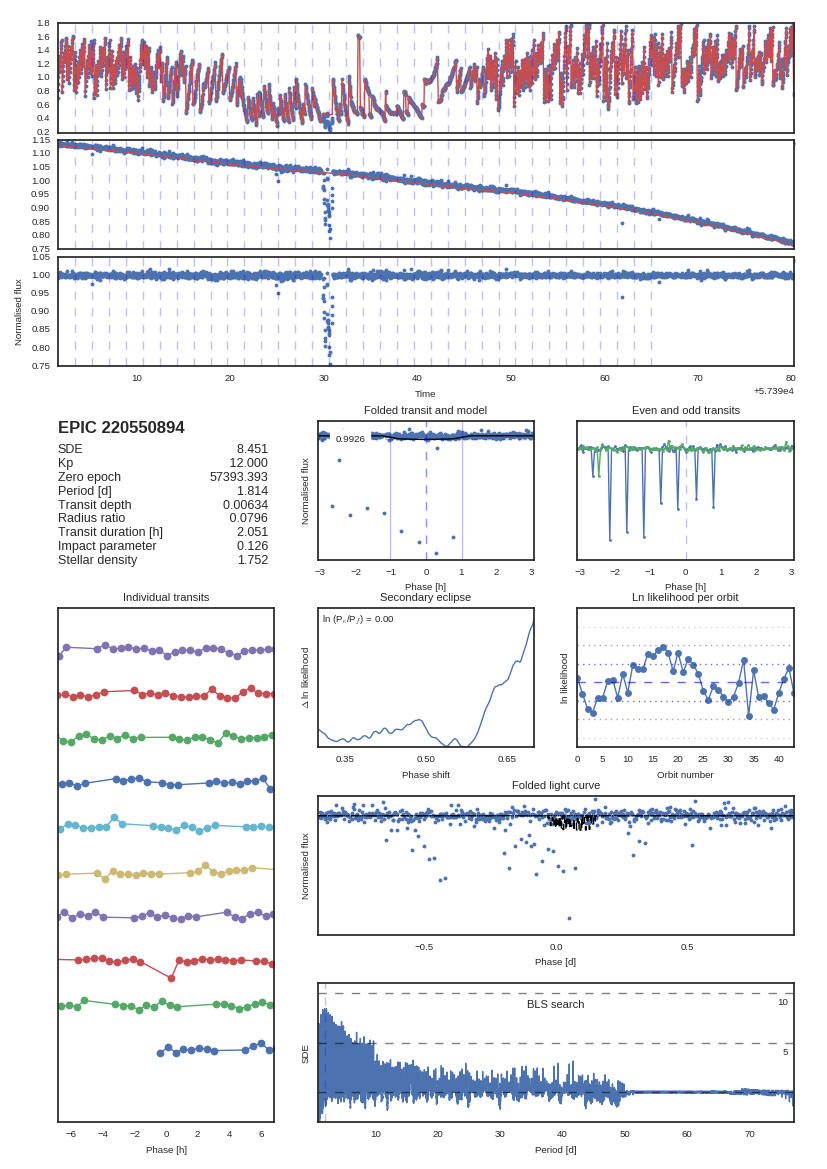 1.8
1.6
1.4
1.2
1.0
0.8
0.6
0.4
0.2
1.15
1.10
1.05
1.00
0.95
0.90
0.85
0.80
0.75
1.05
1.00
0.95
0.90
0.85
0.80
0.75
Normalised flux
10 20 30 40 50 60 70 80
Time
+5.739e4
EPIC 220550894
SDE 8.451
Kp 12.000
Zero epoch 57393.393
Period [d] 1.814
Transit depth 0.00634
Radius ratio 0.0796
Transit duration [h] 2.051
Impact parameter 0.126
Stellar density 1.752
Folded transit and model
0.9926
Normalised flux
−3 −2 −1 0 1 2 3
Phase [h]
Even and odd transits
−3 −2 −1 0 1 2 3
Phase [h]
Individual transits
−6 −4 −2 0 2 4 6
Phase [h]
Secondary eclipse
Δ ln likelihood
0.35 0.50 0.65
Phase shift
Ln likelihood per orbit
ln likelihood
0 5 10 15 20 25 30 35 40
Orbit number
Folded light curve
Normalised flux
−0.5 0.0 0.5
Phase [d]
BLS search
10
5
SDE
10 20 30 40 50 60 70
Period [d]